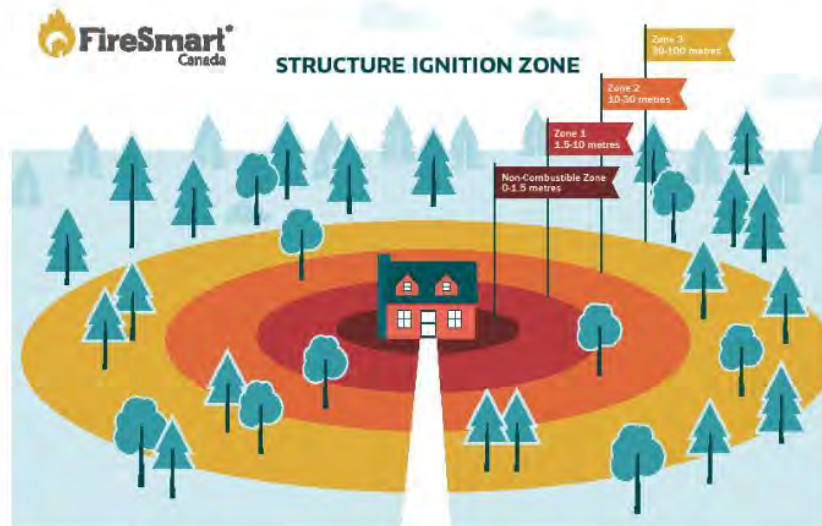 FireSmart®
Canada
STRUCTURE IGNITION ZONE
Zone 3
30-100 metres
Zone 2
10-30 metres
Zone 1
1.5-10 metres
Non-Combustible Zone
0-1.5 metres